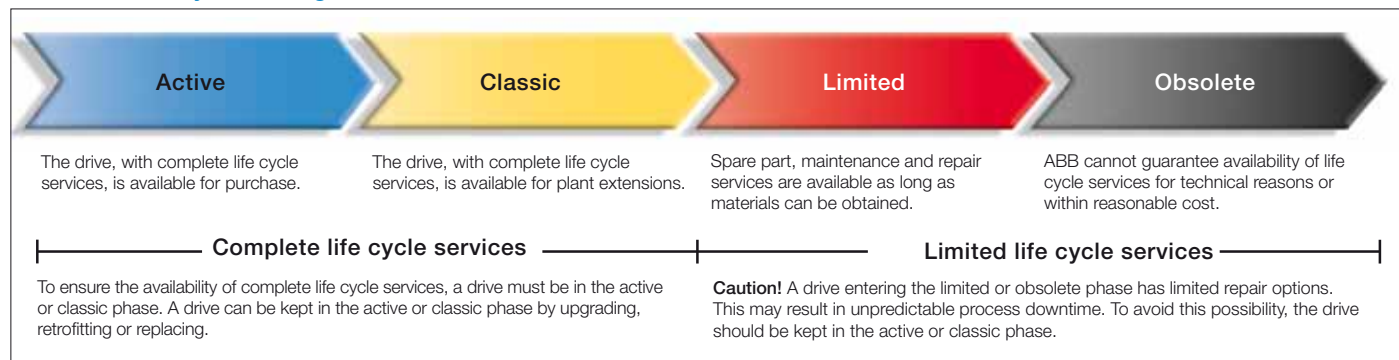 Active
Classic
Limited
Obsolete
The drive, with complete life cycle
services, is available for purchase.
The drive, with complete life cycle
services, is available for plant extensions.
Spare part, maintenance and repair
services are available as long as
materials can be obtained.
ABB cannot guarantee availability of life
cycle services for technical reasons or
within reasonable cost.
Complete life cycle services
Limited life cycle services
To ensure the availability of complete life cycle services, a drive must be in the active
or classic phase. A drive can be kept in the active or classic phase by upgrading,
retrofitting or replacing.
Caution! A drive entering the limited or obsolete phase has limited repair options.
This may result in unpredictable process downtime. To avoid this possibility, the drive
should be kept in the active or classic phase.